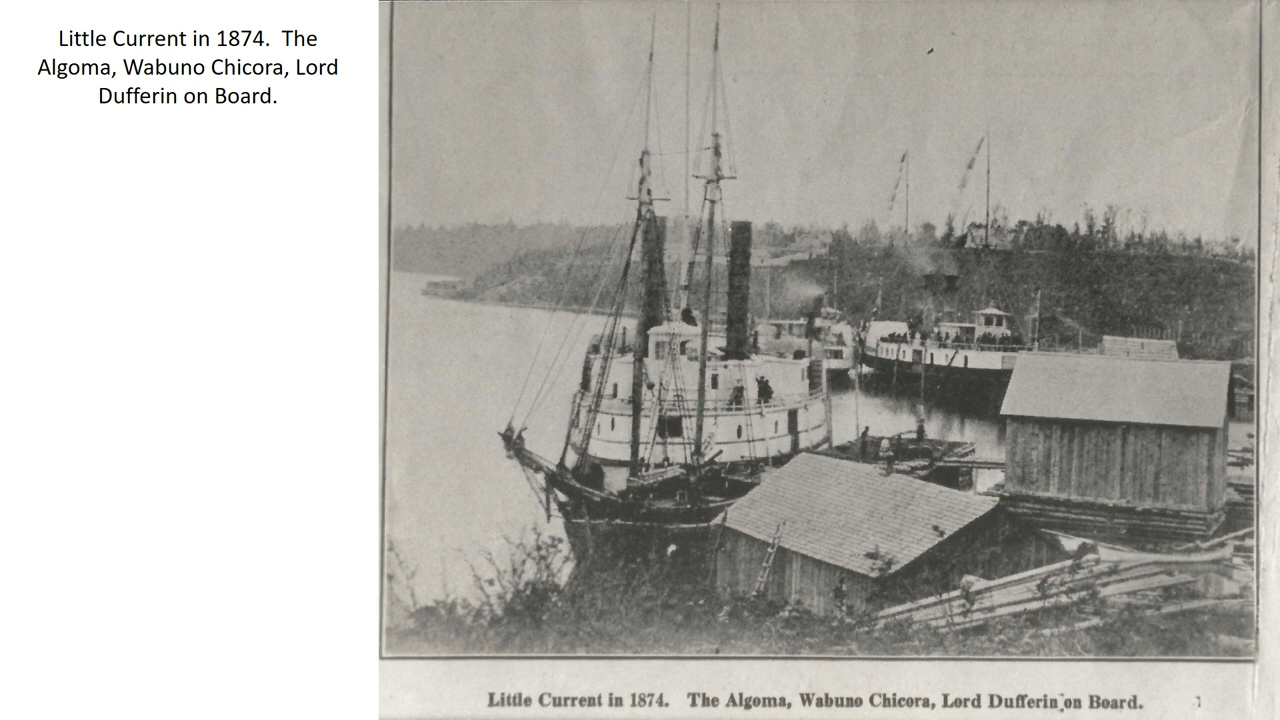 Little Current in 1874.  The
Algoma, Wabuno Chicora, Lord
Dufferin on Board.
Little Current in 1874.  The Algoma, Wabuno Chicora, Lord Dufferin on Board.